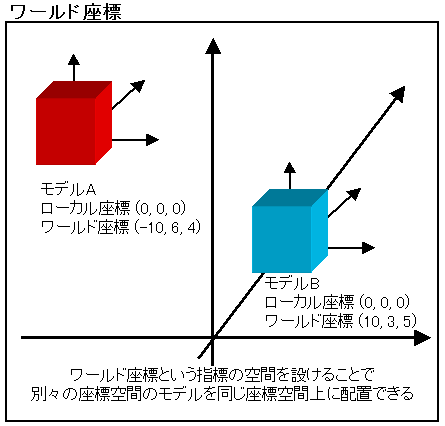 ワールド座標
モデルA
ローカル座標(0,0,0)
ワールド座標(-10,6,4)
モデルB
ローカル座標(0,0,0)
ワールド座標(10,3,5)
ワールド座標という指標の空間を設けることで
別々の座標空間のモデルを同じ座標空間上に配置できる